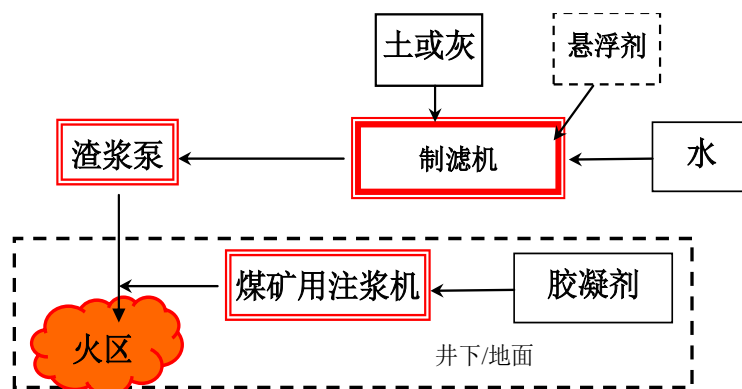 土或灰
悬浮剂
渣浆泵
制滤机
水
煤矿用注浆机
胶凝剂
火区
井下/地面